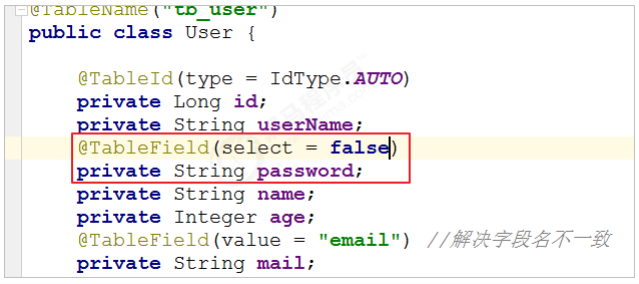 @TableName("tb_user")
public class User {
@TableId(type = IdType.AUTO)
private Long id;
private String userName;
@TableField(select = false)
private String password;
private String name;
private Integer age;
@TableField(value = "email") //解决字段名不一致
private String mail;